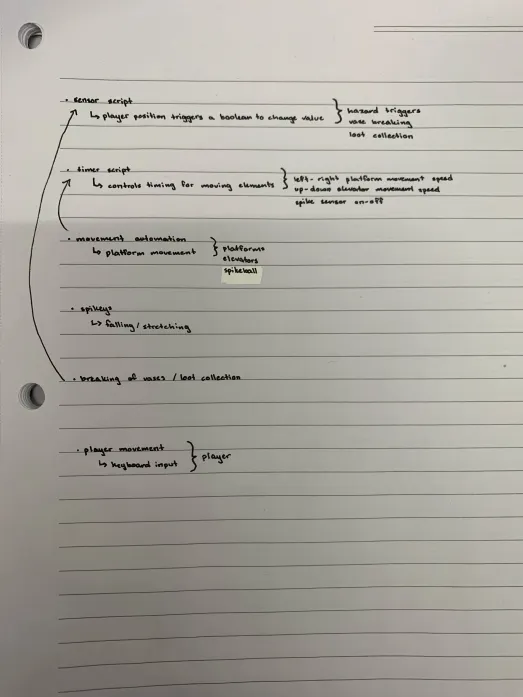 • sensor script
↳ player position triggers a boolean to change value } hazard triggers
vase breaking
loot collection
• timer script
↳ controls timing for moving elements } left-right platform movement speed
up-down elevator movement speed
spike sensor on-off
• movement automation
↳ platform movement } platforms
elevators
spikeball
• spikeys
↳ falling/stretching
• breaking of vases / loot collection
• player movement
↳ keyboard input } player